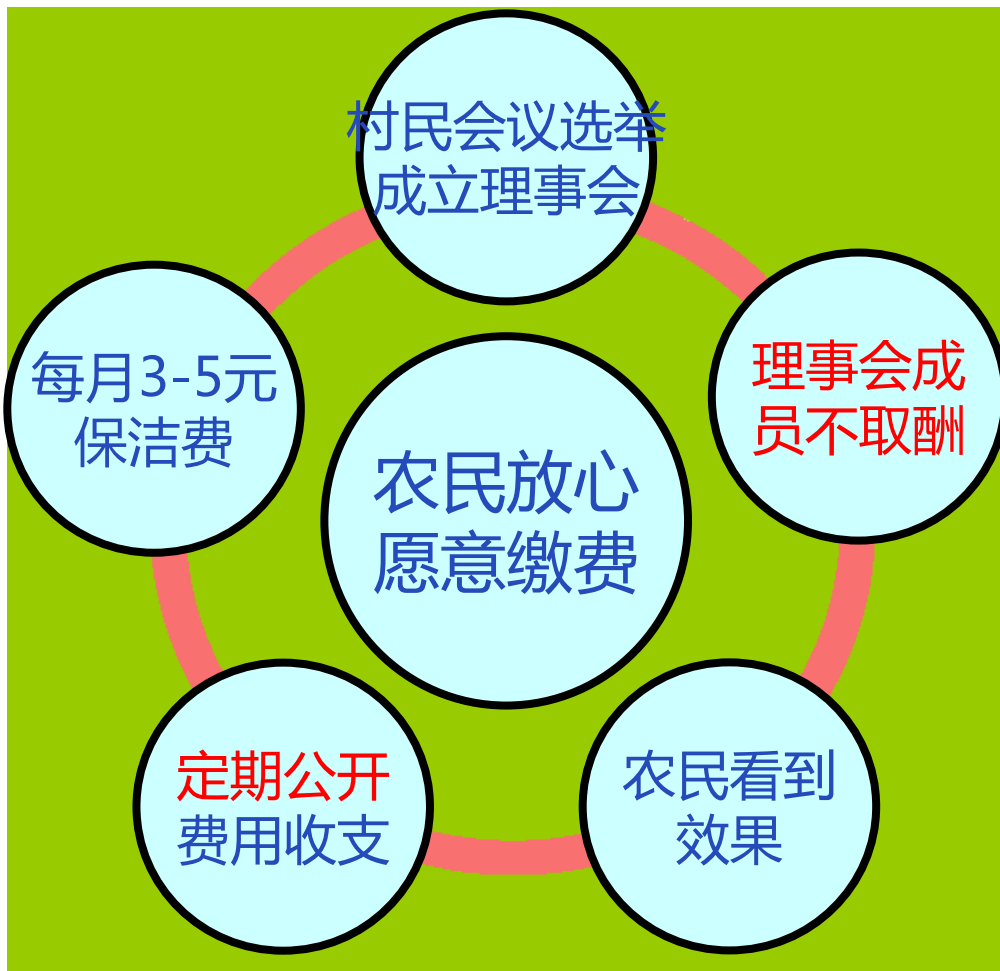 村民会议选举
成立理事会
每月3-5元
保洁费
理事会成
员不取酬
农民放心
愿意缴费
定期公开
费用收支
农民看到
效果